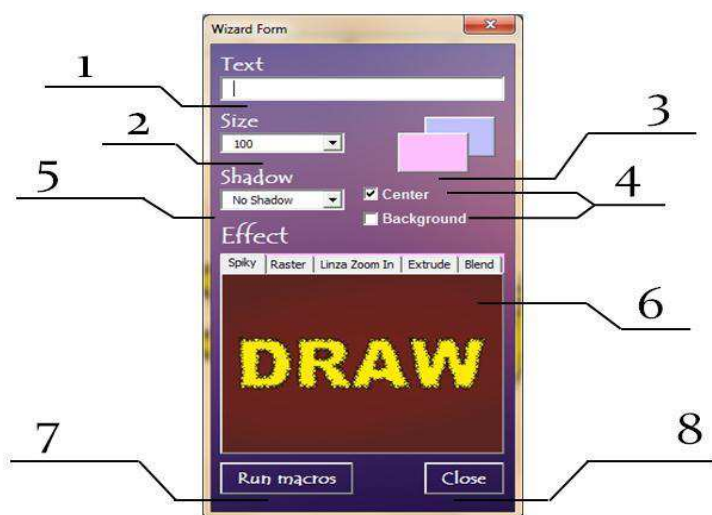 Wizard Form
Text
1
Size
2
100
3
Shadow
5
No Shadow
Center
4
Background
Effect
Spiky Raster Linza Zoom In Extrude Blend
6
DRAW
7
8
Run macros Close